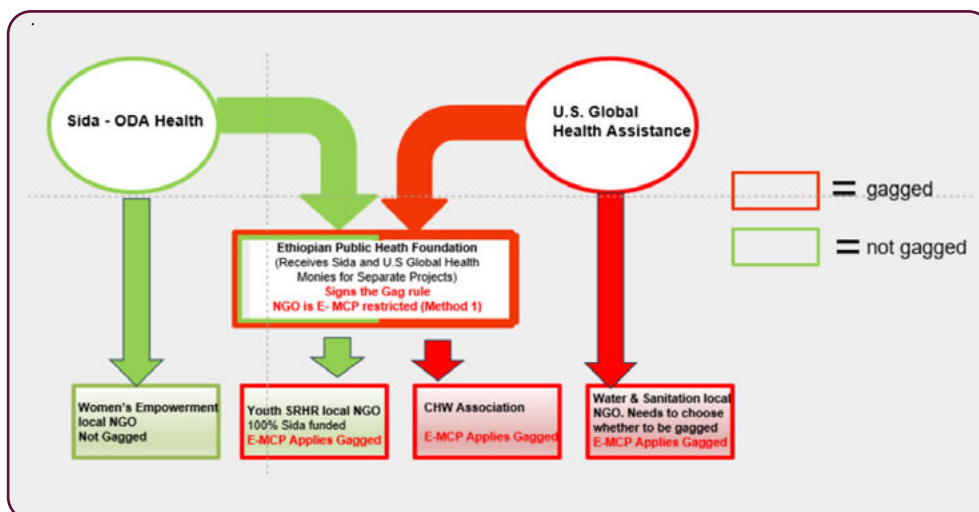 .
Sida - ODA Health
U.S. Global
Health Assistance
= gagged
= not gagged
Ethiopian Public Heath Foundation
(Receives Sida and U.S Global Health
Monies for Separate Projects)
Signs the Gag rule
NGO is E- MCP restricted (Method 1)
Women's Empowerment
local NGO
Not Gagged
Youth SRHR local NGO
100% Sida funded
E-MCP Applies Gagged
CHW Association
E-MCP Applies Gagged
Water & Sanitation local
NGO. Needs to choose
whether to be gagged
E-MCP Applies Gagged